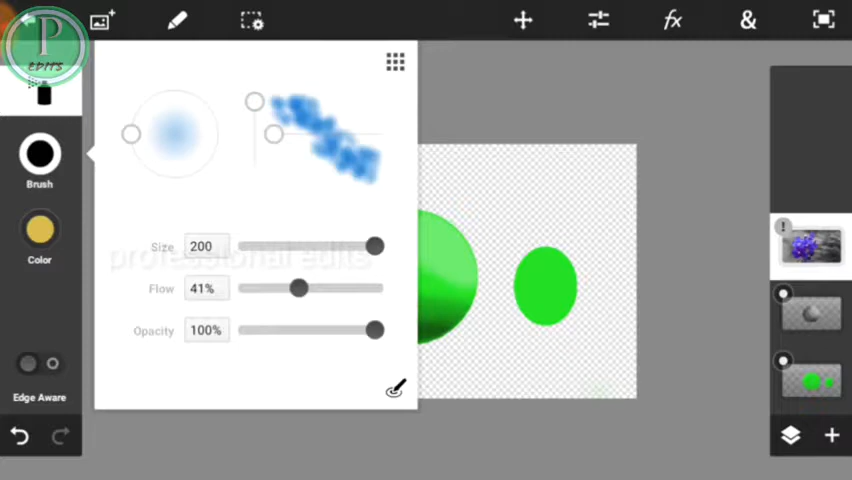 P
EDITS
fx
&
Brush
Color
Size 200
professional edits
Flow 41%
Opacity 100%
Edge Aware
!